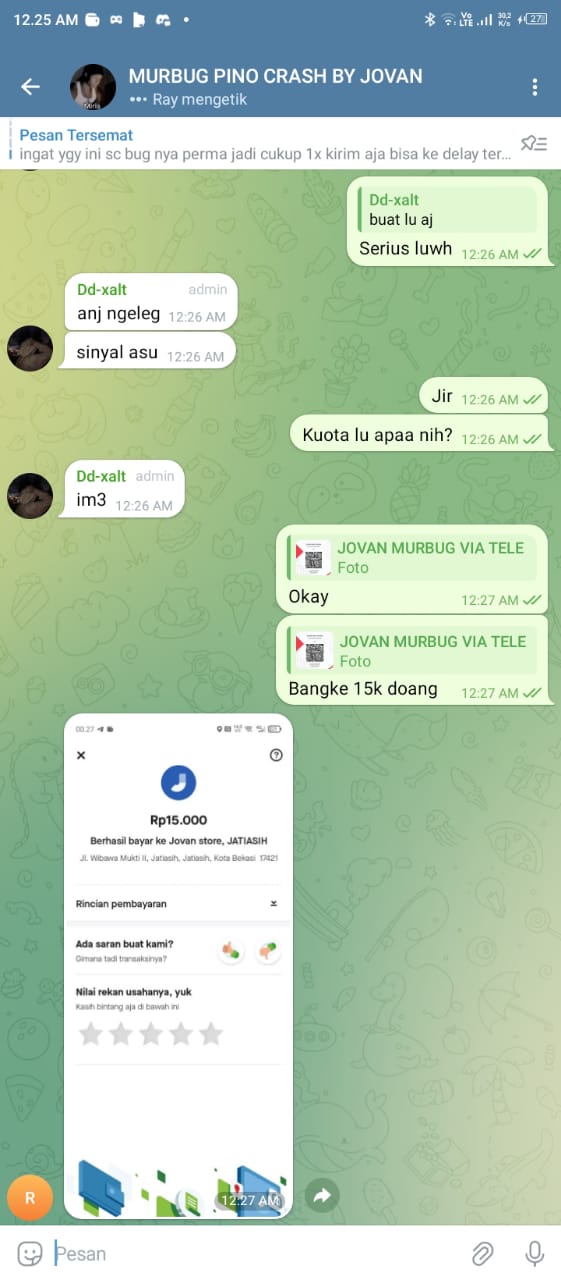 12.25 AM
Vo
LTE
30,2
K/s
27
MURBUG PINO CRASH BY JOVAN
Ray mengetik
Pesan Tersemat
ingat ygy ini sc bug nya perma jadi cukup 1x kirim aja bisa ke delay ter...
Dd-xalt
buat lu aj
Serius luwh 12:26 AM
Dd-xalt admin
anj ngeleg 12:26 AM
sinyal asu 12:26 AM
Jir 12:26 AM
Kuota lu apaa nih? 12:26 AM
Dd-xalt admin
im3 12:26 AM
JOVAN MURBUG VIA TELE
Foto
Okay 12:27 AM
JOVAN MURBUG VIA TELE
Foto
Bangke 15k doang 12:27 AM
00.27
Rp15.000
Berhasil bayar ke Jovan store, JATIASIH
Jl. Wibawa Mukti II, Jatiasih, Jatiasih, Kota Bekasi 17421
Rincian pembayaran
Ada saran buat kami?
Gimana tadi transaksinya?
Nilai rekan usahanya, yuk
Kasih bintang aja di bawah ini
12:27 AM
R
Pesan